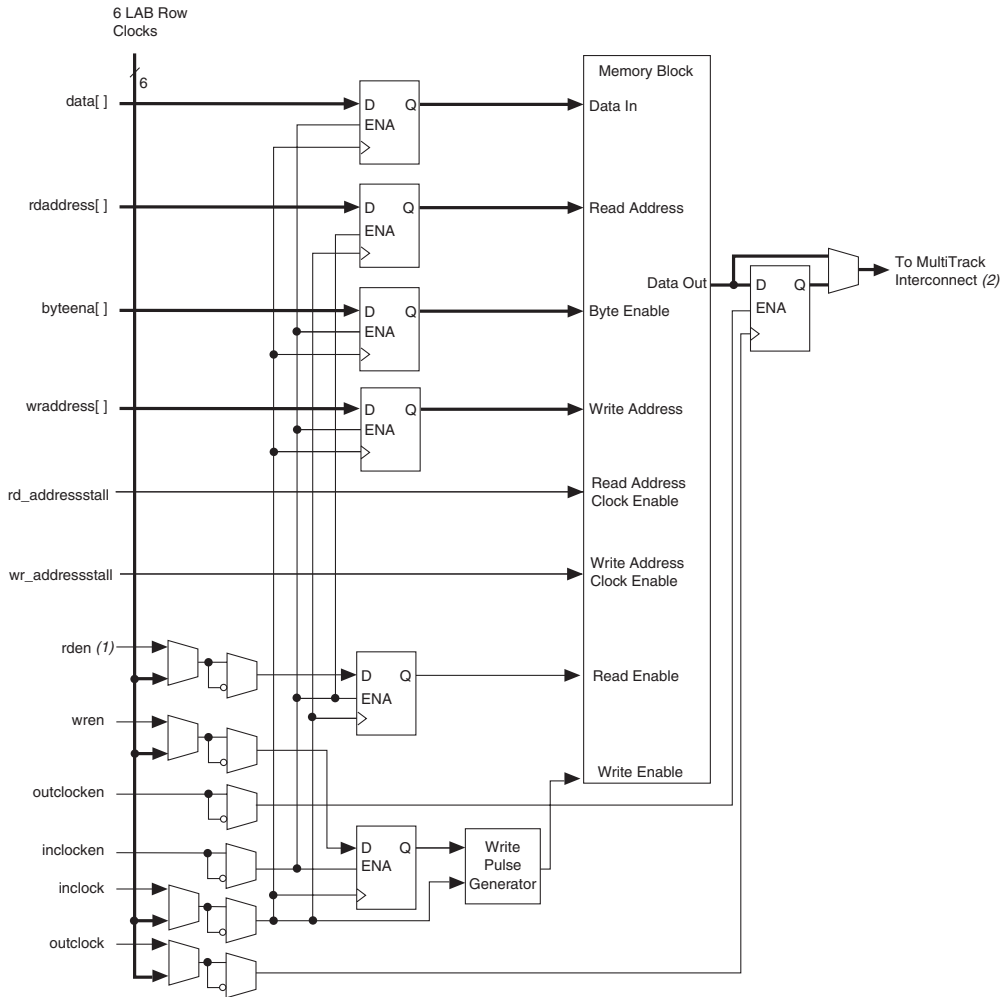 6 LAB Row
Clocks
6
data[ ]
D Q
ENA
Memory Block
Data In
rdaddress[ ]
D Q
ENA
Read Address
Data Out
D Q
ENA
To MultiTrack
Interconnect (2)
byteena[ ]
D Q
ENA
Byte Enable
wraddress[ ]
D Q
ENA
Write Address
rd_addressstall
Read Address
Clock Enable
wr_addressstall
Write Address
Clock Enable
rden (1)
D Q
ENA
Read Enable
wren
Write Enable
outclocken
inclocken
D Q
ENA
Write
Pulse
Generator
inclock
outclock